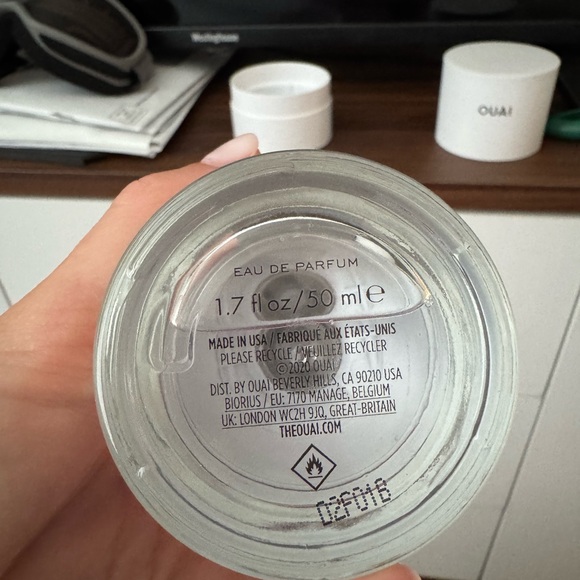 Westinghouse
OUAI
EAU DE PARFUM
1.7 fl oz/50 ml e
MADE IN USA / FABRIQUE AUX ÉTATS-UNIS
PLEASE RECYCLE / VEUILLEZ RECYCLER
©2020 OUAI
DIST. BY OUAI BEVERLY HILLS, CA 90210 USA
BIORIUS / EU: 7170 MANAGE, BELGIUM
UK: LONDON WC2H 9JQ, GREAT-BRITAIN
THEOUAI.COM
02F01B